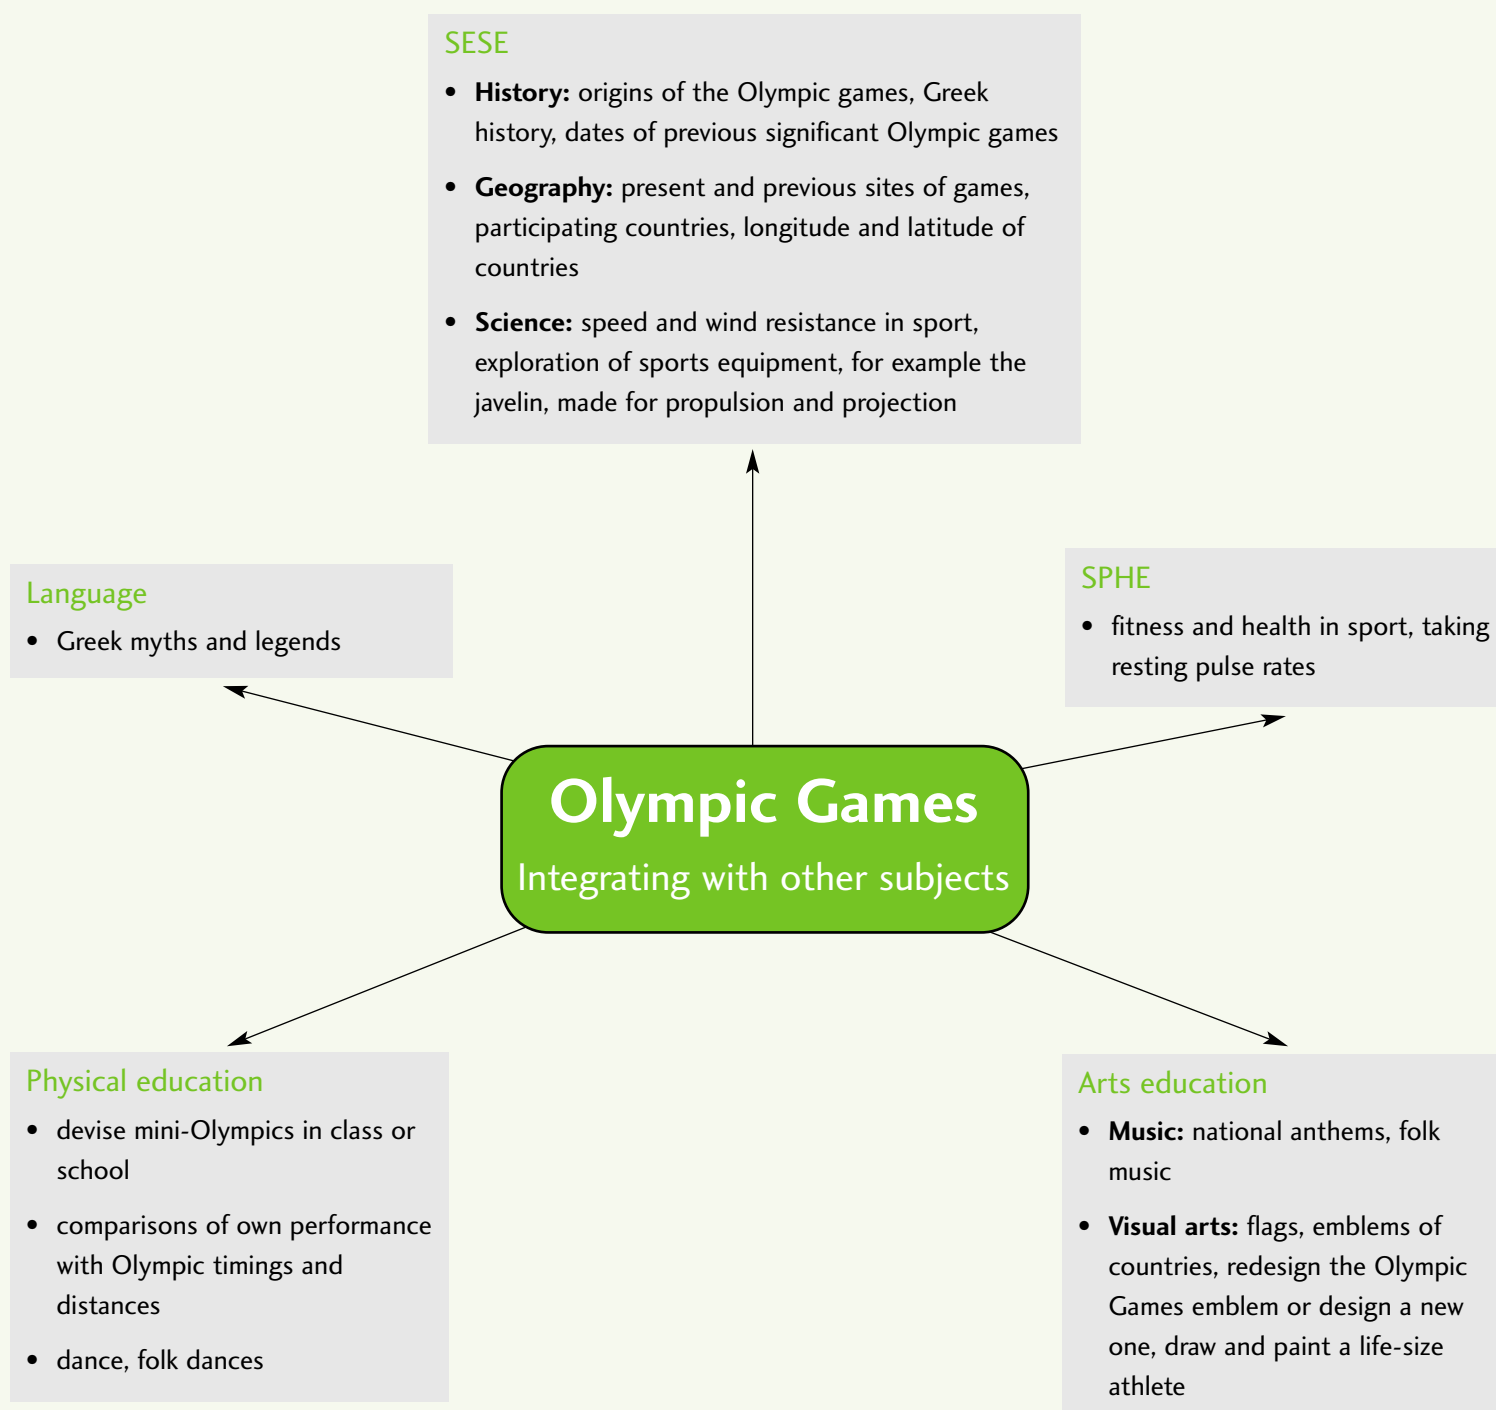 SESE
• History: origins of the Olympic games, Greek
history, dates of previous significant Olympic games
• Geography: present and previous sites of games,
participating countries, longitude and latitude of
countries
• Science: speed and wind resistance in sport,
exploration of sports equipment, for example the
javelin, made for propulsion and projection
Language
• Greek myths and legends
SPHE
• fitness and health in sport, taking
resting pulse rates
Olympic Games
Integrating with other subjects
Physical education
• devise mini-Olympics in class or
school
• comparisons of own performance
with Olympic timings and
distances
• dance, folk dances
Arts education
• Music: national anthems, folk
music
• Visual arts: flags, emblems of
countries, redesign the Olympic
Games emblem or design a new
one, draw and paint a life-size
athlete